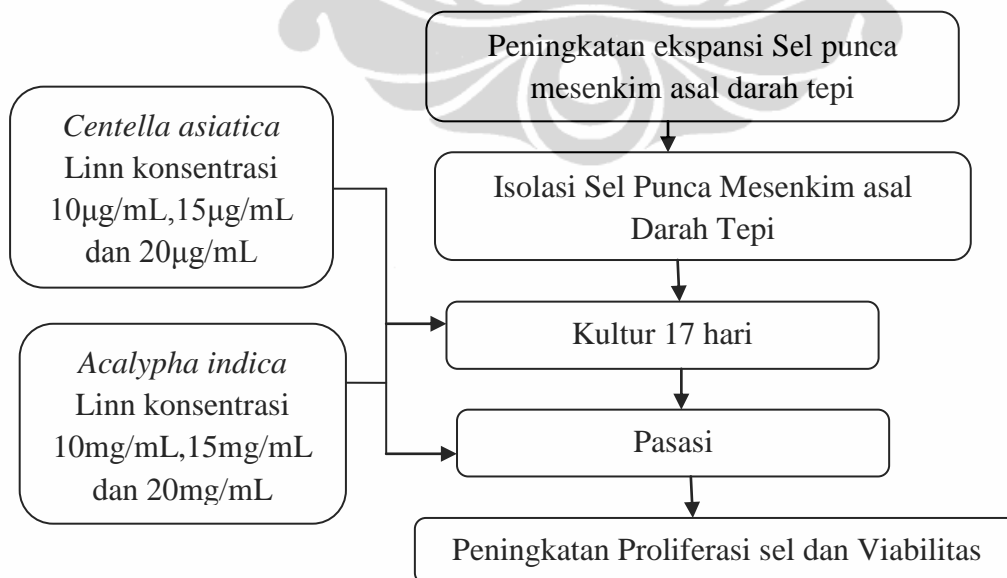 Peningkatan ekspansi Sel punca
mesenkim asal darah tepi
Centella asiatica
Linn konsentrasi
10µg/mL,15µg/mL
dan 20µg/mL
Isolasi Sel Punca Mesenkim asal
Darah Tepi
Kultur 17 hari
Acalypha indica
Linn konsentrasi
10mg/mL,15mg/mL
dan 20mg/mL
Pasasi
Peningkatan Proliferasi sel dan Viabilitas